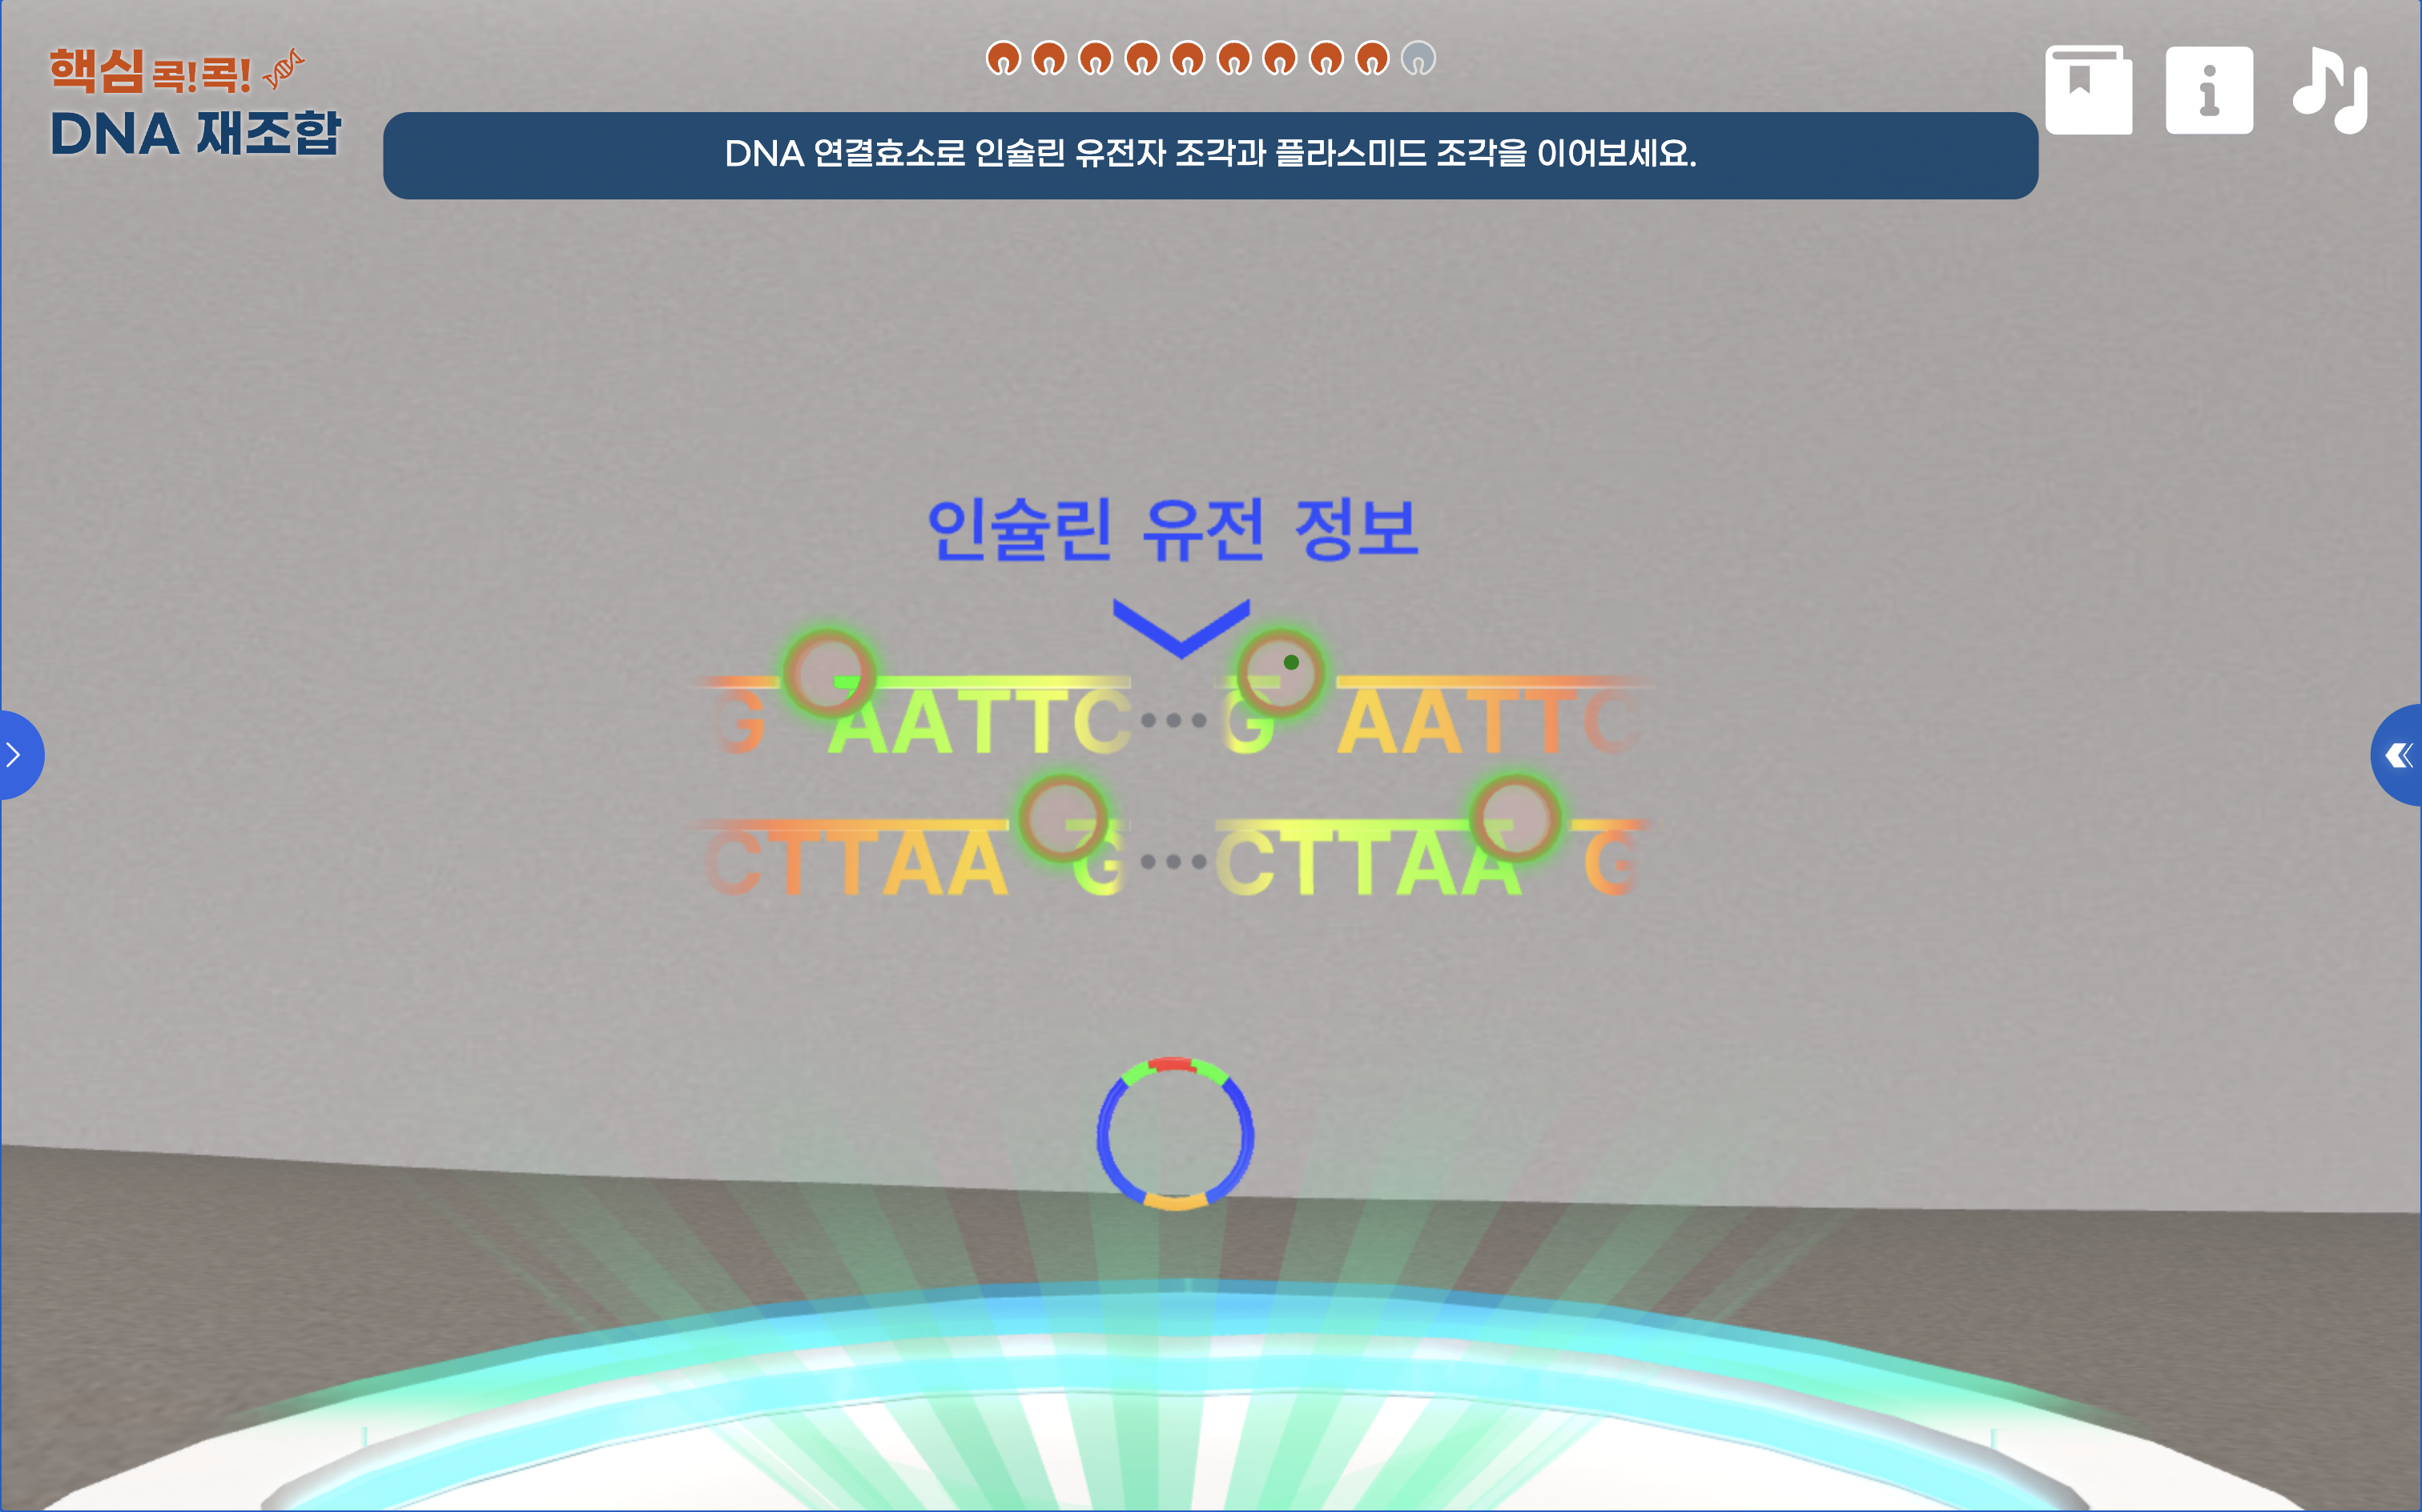 핵심 콕!콕!
DNA 재조합
DNA 연결효소로 인슐린 유전자 조각과 플라스미드 조각을 이어보세요.
인슐린 유전 정보
G AATTC ••• G AATTC
CTTAA G ••• CTTAA G